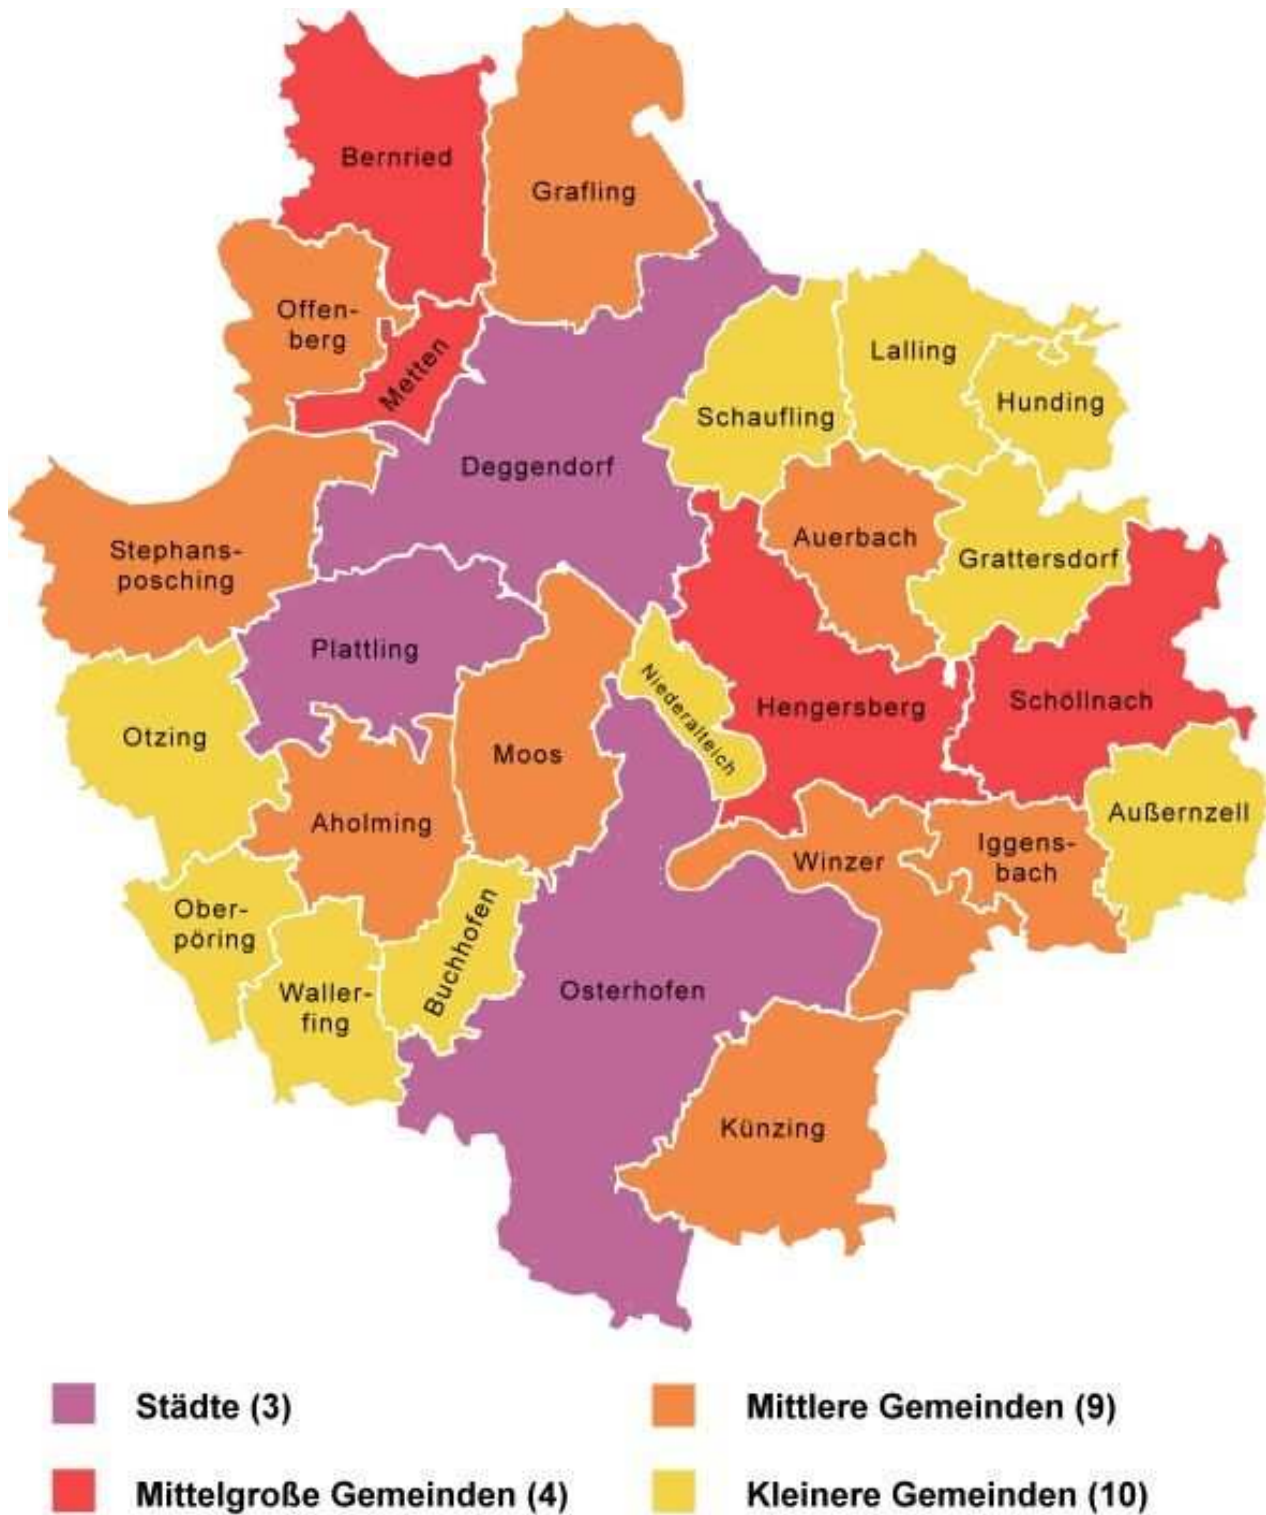 Bernried
Grafling
Offen-
berg
Metten
Lalling
Hunding
Schaufling
Deggendorf
Auerbach
Grattersdorf
Stephans-
posching
Plattling
Niederalteich
Hengersberg
Schöllnach
Otzing
Moos
Aholming
Außernzell
Winzer
Iggens-
bach
Ober-
pöring
Buchhofen
Waller-
fing
Osterhofen
Künzing
Städte (3)
Mittlere Gemeinden (9)
Mittelgroße Gemeinden (4)
Kleinere Gemeinden (10)